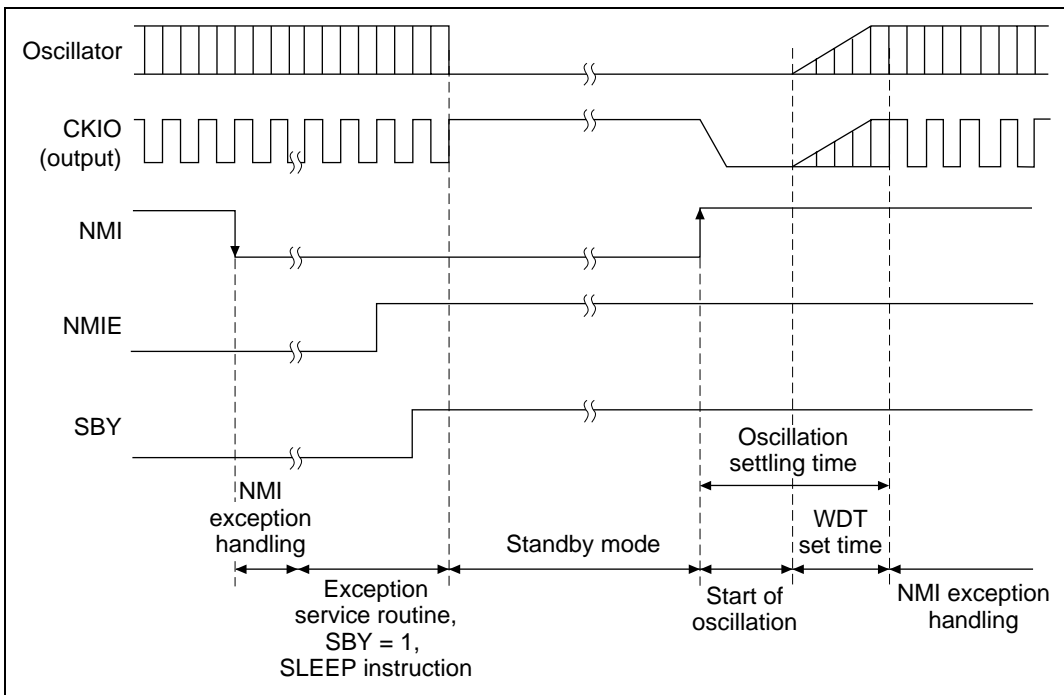 Oscillator
CKIO
(output)
NMI
NMIE
SBY
Oscillation
settling time
NMI
exception
handling
WDT
set time
Standby mode
Exception
service routine,
SBY = 1,
SLEEP instruction
Start of
oscillation
NMI exception
handling